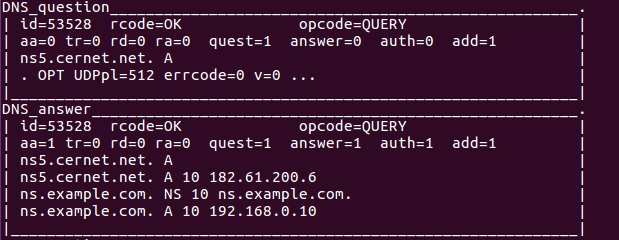 DNS_question_____________________________________________________.
| id=53528  rcode=OK             opcode=QUERY                    |
| aa=0 tr=0 rd=0 ra=0  quest=1  answer=0  auth=0  add=1          |
| ns5.cernet.net. A                                              |
| . OPT UDPpl=512 errcode=0 v=0 ...                              |
|________________________________________________________________|
DNS_answer_______________________________________________________.
| id=53528  rcode=OK             opcode=QUERY                    |
| aa=1 tr=0 rd=0 ra=0  quest=1  answer=1  auth=1  add=1          |
| ns5.cernet.net. A                                              |
| ns5.cernet.net. A 10 182.61.200.6                              |
| ns.example.com. NS 10 ns.example.com.                          |
| ns.example.com. A 10 192.168.0.10                              |
|________________________________________________________________|